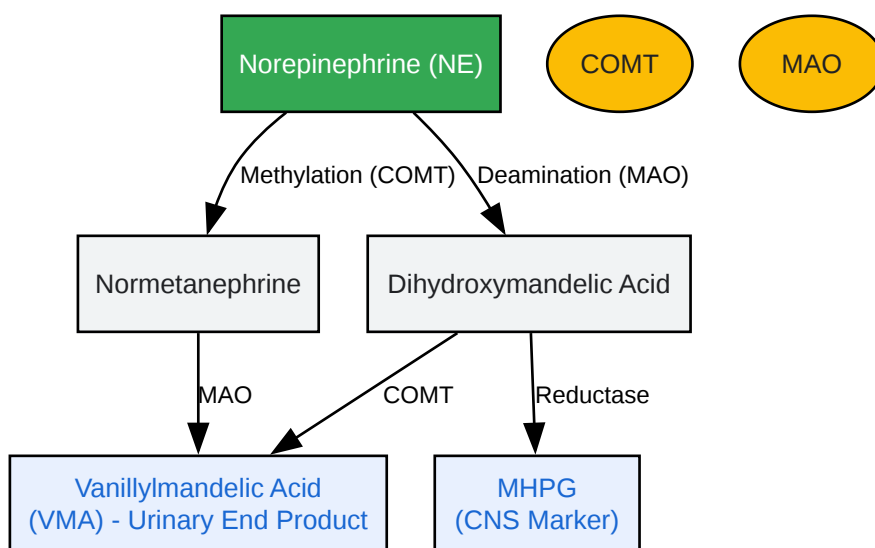 Norepinephrine (NE)
COMT
MAO
Methylation (COMT)
Deamination (MAO)
Normetanephrine
Dihydroxymandelic Acid
MAO
COMT
Reductase
Vanillylmandelic Acid
(VMA) - Urinary End Product
MHPG
(CNS Marker)